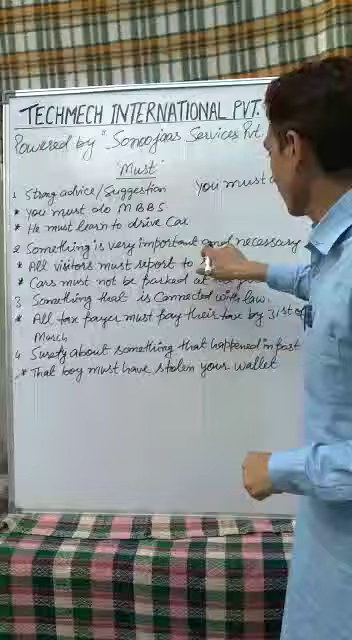 TECHMECH INTERNATIONAL PVT.
Powered by "Sonoojaas Services Pvt.
"Must"
1 Strong advice/Suggestion You must
* You must do MBBS
* He must learn to drive Car
2 Something is very important and necessary
* All visitors must report to
* Cars must not be parked at
3 Something that is Connected with law.
* All tax payer must pay their tax by 31st of
March
4 Surety about something that happened in past
* That boy must have stolen your wallet